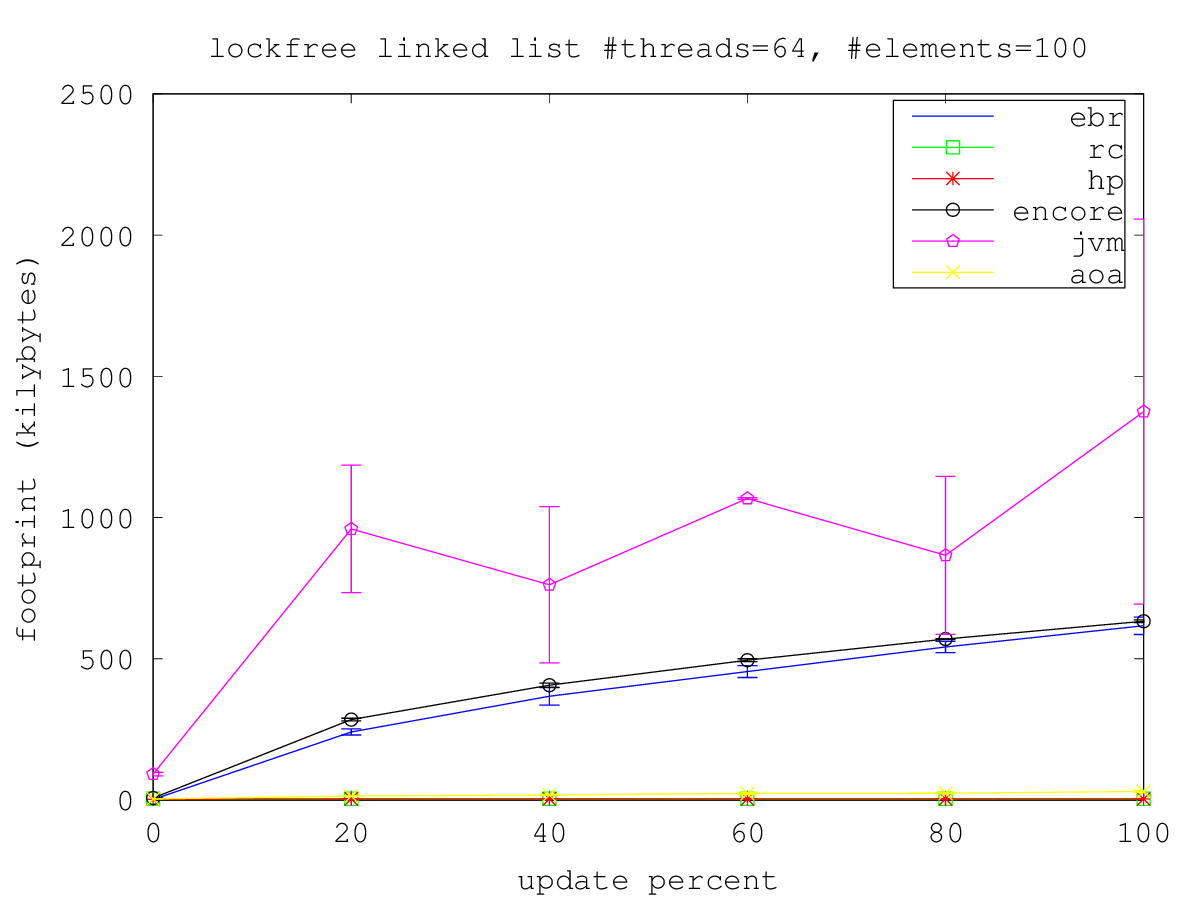 lockfree linked list #threads=64, #elements=100
2500
2000
1500
1000
500
0
footprint (kilybytes)
ebr
rc
hp
encore
jvm
aoa
0 20 40 60 80 100
update percent